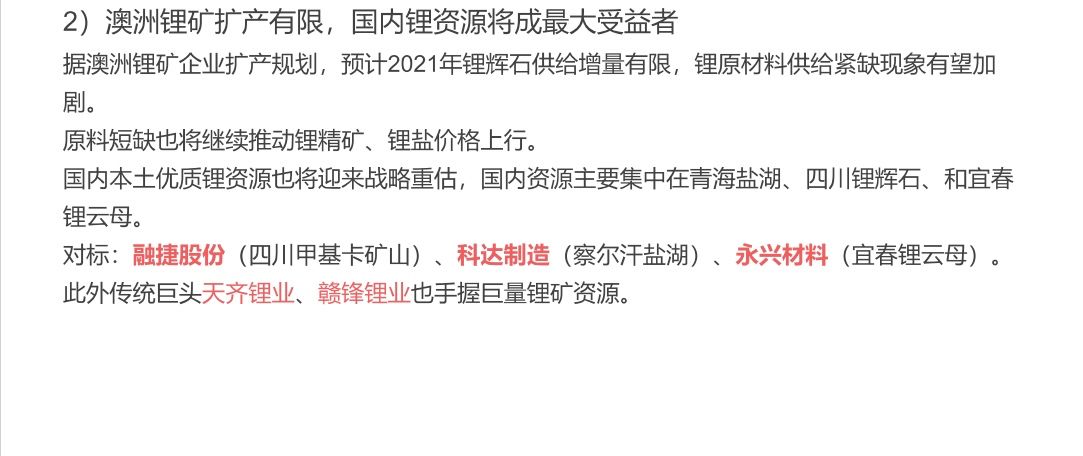 2）澳洲锂矿扩产有限，国内锂资源将成最大受益者
据澳洲锂矿企业扩产规划，预计2021年锂辉石供给增量有限，锂原材料供给紧缺现象有望加
剧。
原料短缺也将继续推动锂精矿、锂盐价格上行。
国内本土优质锂资源也将迎来战略重估，国内资源主要集中在青海盐湖、四川锂辉石、和宜春
锂云母。
对标：融捷股份（四川甲基卡矿山）、科达制造（察尔汗盐湖）、永兴材料（宜春锂云母）。
此外传统巨头天齐锂业、赣锋锂业也手握巨量锂矿资源。